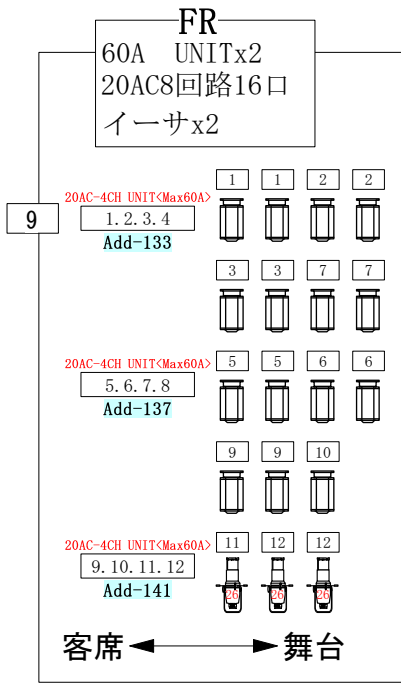 FR
60A UNITx2
20AC8回路16口
イーサx2
1 1 2 2
20AC-4CH UNIT<Max60A>
9
1.2.3.4
Add-133
3 3 7 7
20AC-4CH UNIT<Max60A>
5 5 6 6
5.6.7.8
Add-137
9 9 10
20AC-4CH UNIT<Max60A>
11 12 12
9.10.11.12
26 26 26
Add-141
客席 舞台